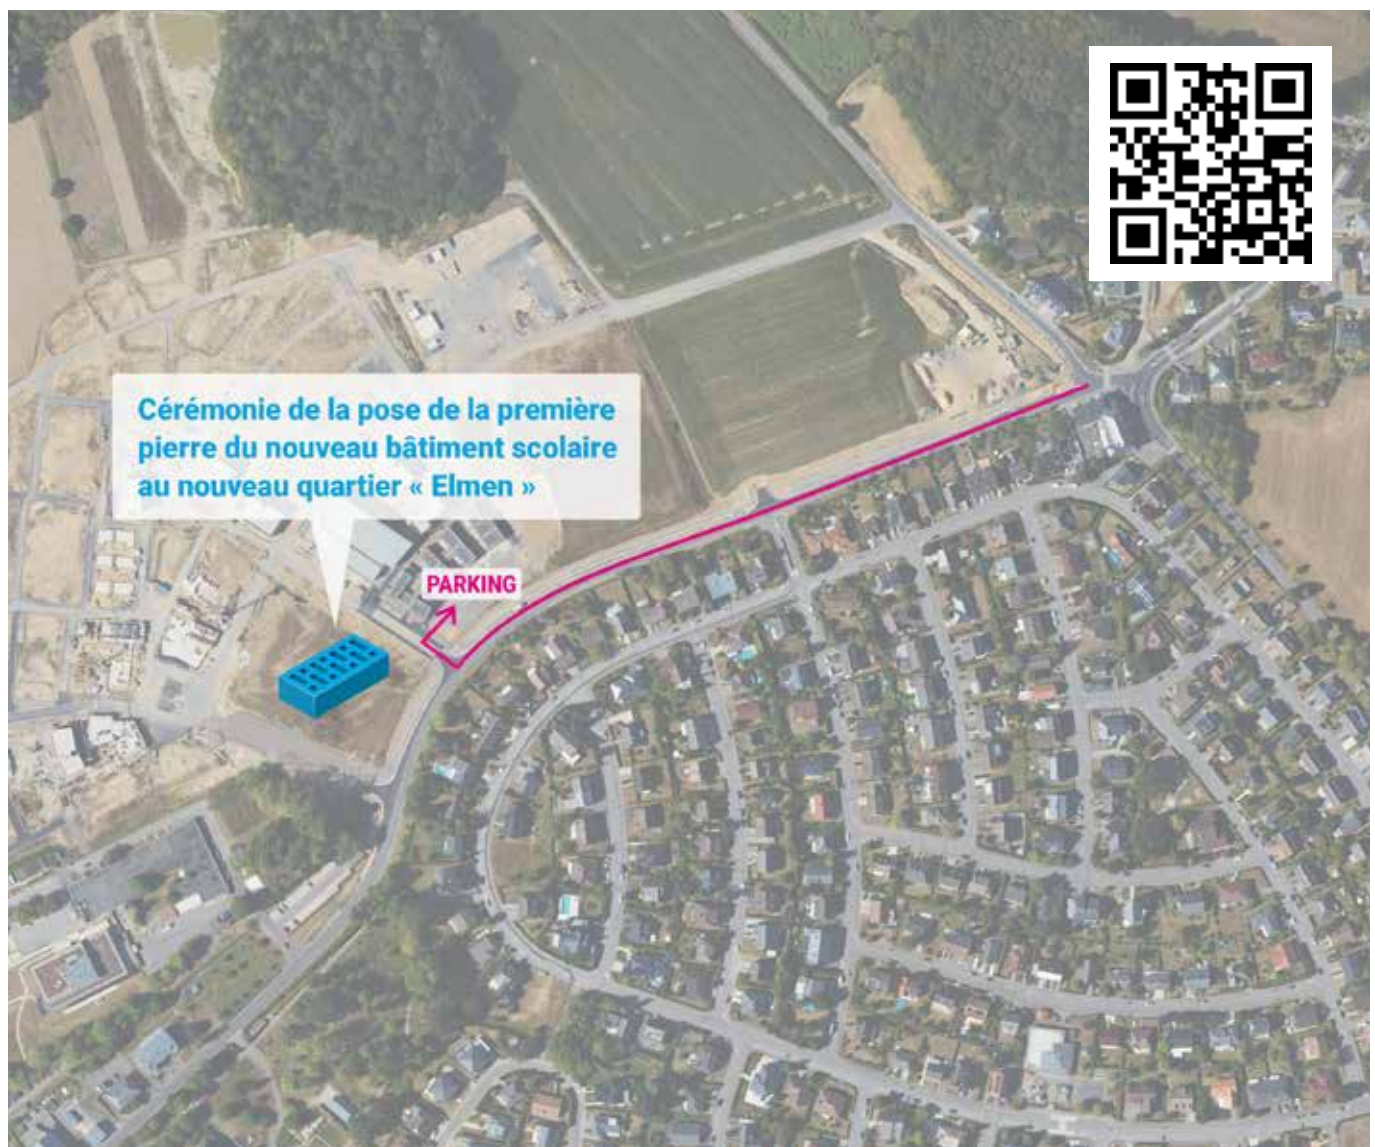 Cérémonie de la pose de la première
pierre du nouveau bâtiment scolaire
au nouveau quartier « Elmen »
PARKING